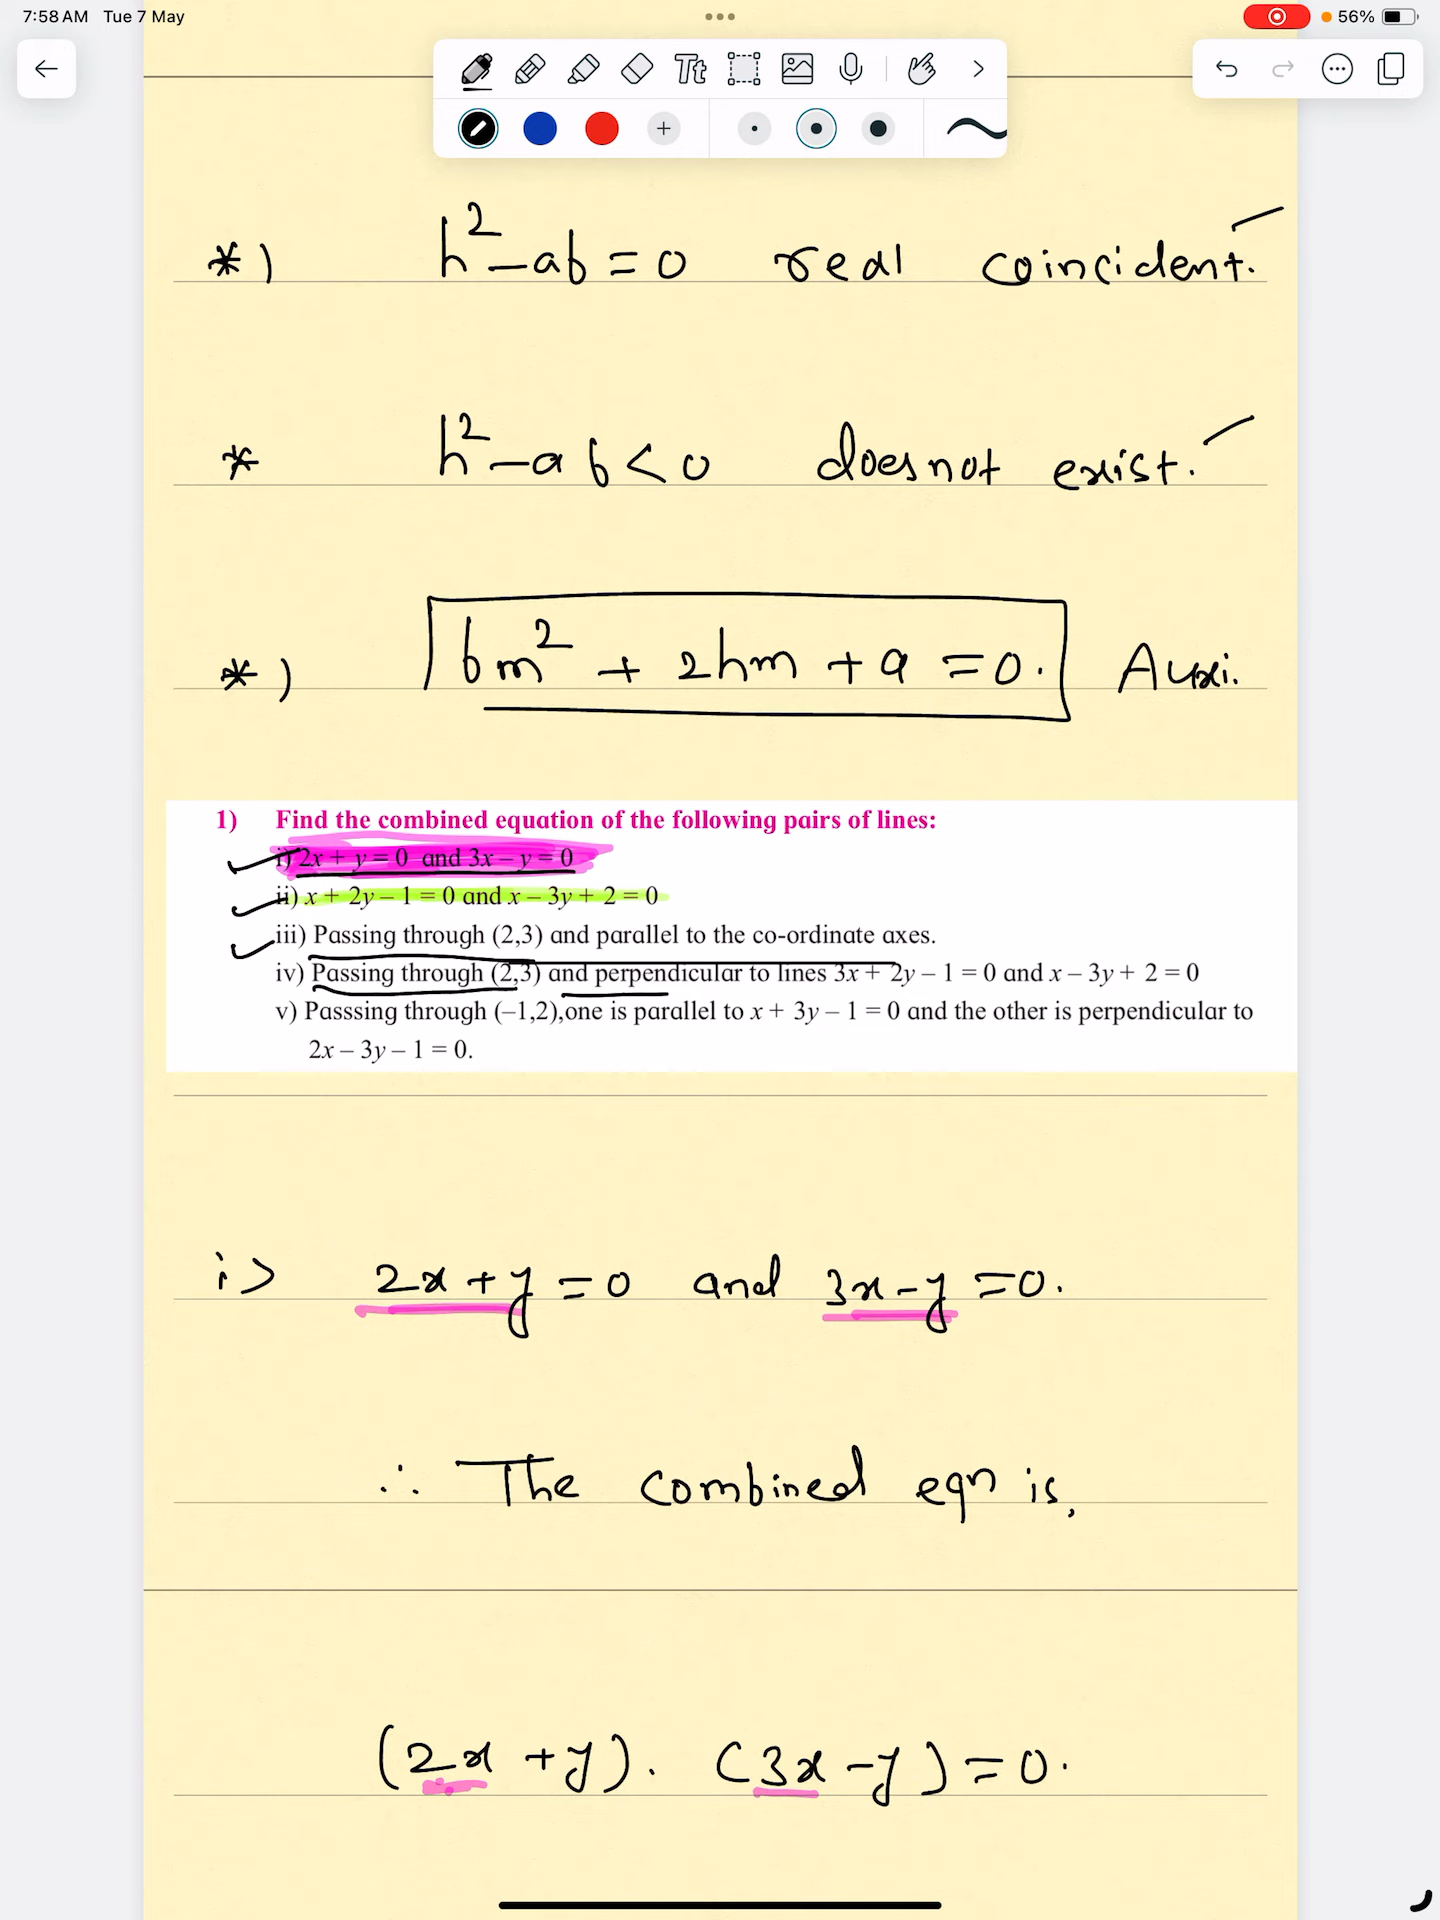 7:58 AM Tue 7 May
56%
Tt
*) h²-ab=0 real coincident.
* h²-ab<0 does not exist.
*) bm² + 2hm + a =0. Auxi.
1) Find the combined equation of the following pairs of lines:
i) 2x + y = 0 and 3x – y = 0
ii) x + 2y – 1 = 0 and x – 3y + 2 = 0
iii) Passing through (2,3) and parallel to the co-ordinate axes.
iv) Passing through (2,3) and perpendicular to lines 3x + 2y – 1 = 0 and x – 3y + 2 = 0
v) Passsing through (–1,2),one is parallel to x + 3y – 1 = 0 and the other is perpendicular to
2x – 3y – 1 = 0.
i> 2x+y=0 and 3x-y=0.
∴ The combined eqn is,
(2x +y). (3x-y)=0.